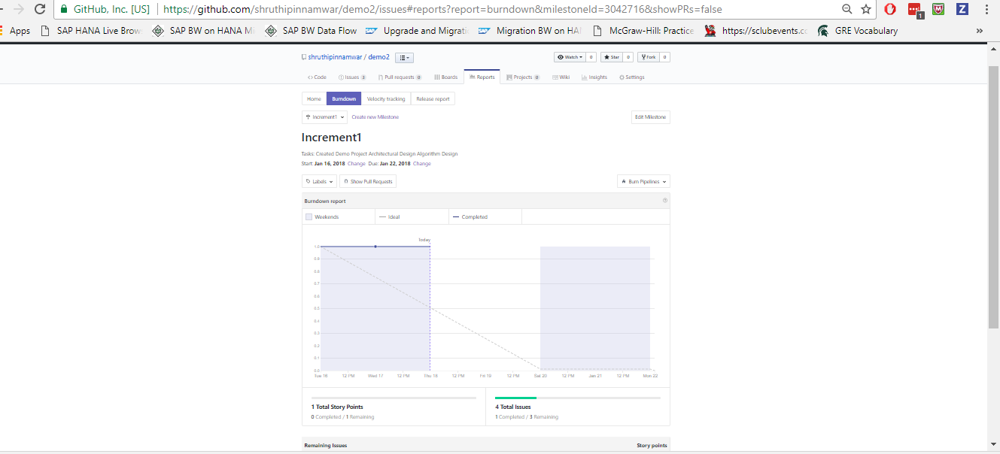 GitHub, Inc. [US] https://github.com/shruthipinnamwar/demo2/issues#reports?report=burndown&milestoneId=3042716&showPRs=false
1
Apps SAP HANA Live Brow SAP BW on HANA Mi SAP BW Data Flow Upgrade and Migrati Migration BW on HAN McGraw-Hill: Practice https://sclubevents.co GRE Vocabulary »
shruthipinnamwar / demo2 Watch 0 Star 0 Fork 0
Code Issues 3 Pull requests 0 Boards Reports Projects 0 Wiki Insights Settings
Home Burndown Velocity tracking Release report
Increment1 Create new Milestone Edit Milestone
Increment1
Tasks: Created Demo Project Architectural Design Algorithm Design
Start: Jan 16, 2018 Change Due: Jan 22, 2018 Change
Labels Show Pull Requests Burn Pipelines
Burndown report
Weekends Ideal Completed
Today
1.0
0.9
0.8
0.7
0.6
0.5
0.4
0.3
0.2
0.1
0.0
Tue 16 12 PM Wed 17 12 PM Thu 18 12 PM Fri 19 12 PM Sat 20 12 PM Jan 21 12 PM Mon 22
1 Total Story Points 4 Total Issues
0 Completed / 1 Remaining 1 Completed / 3 Remaining
Remaining Issues Story points